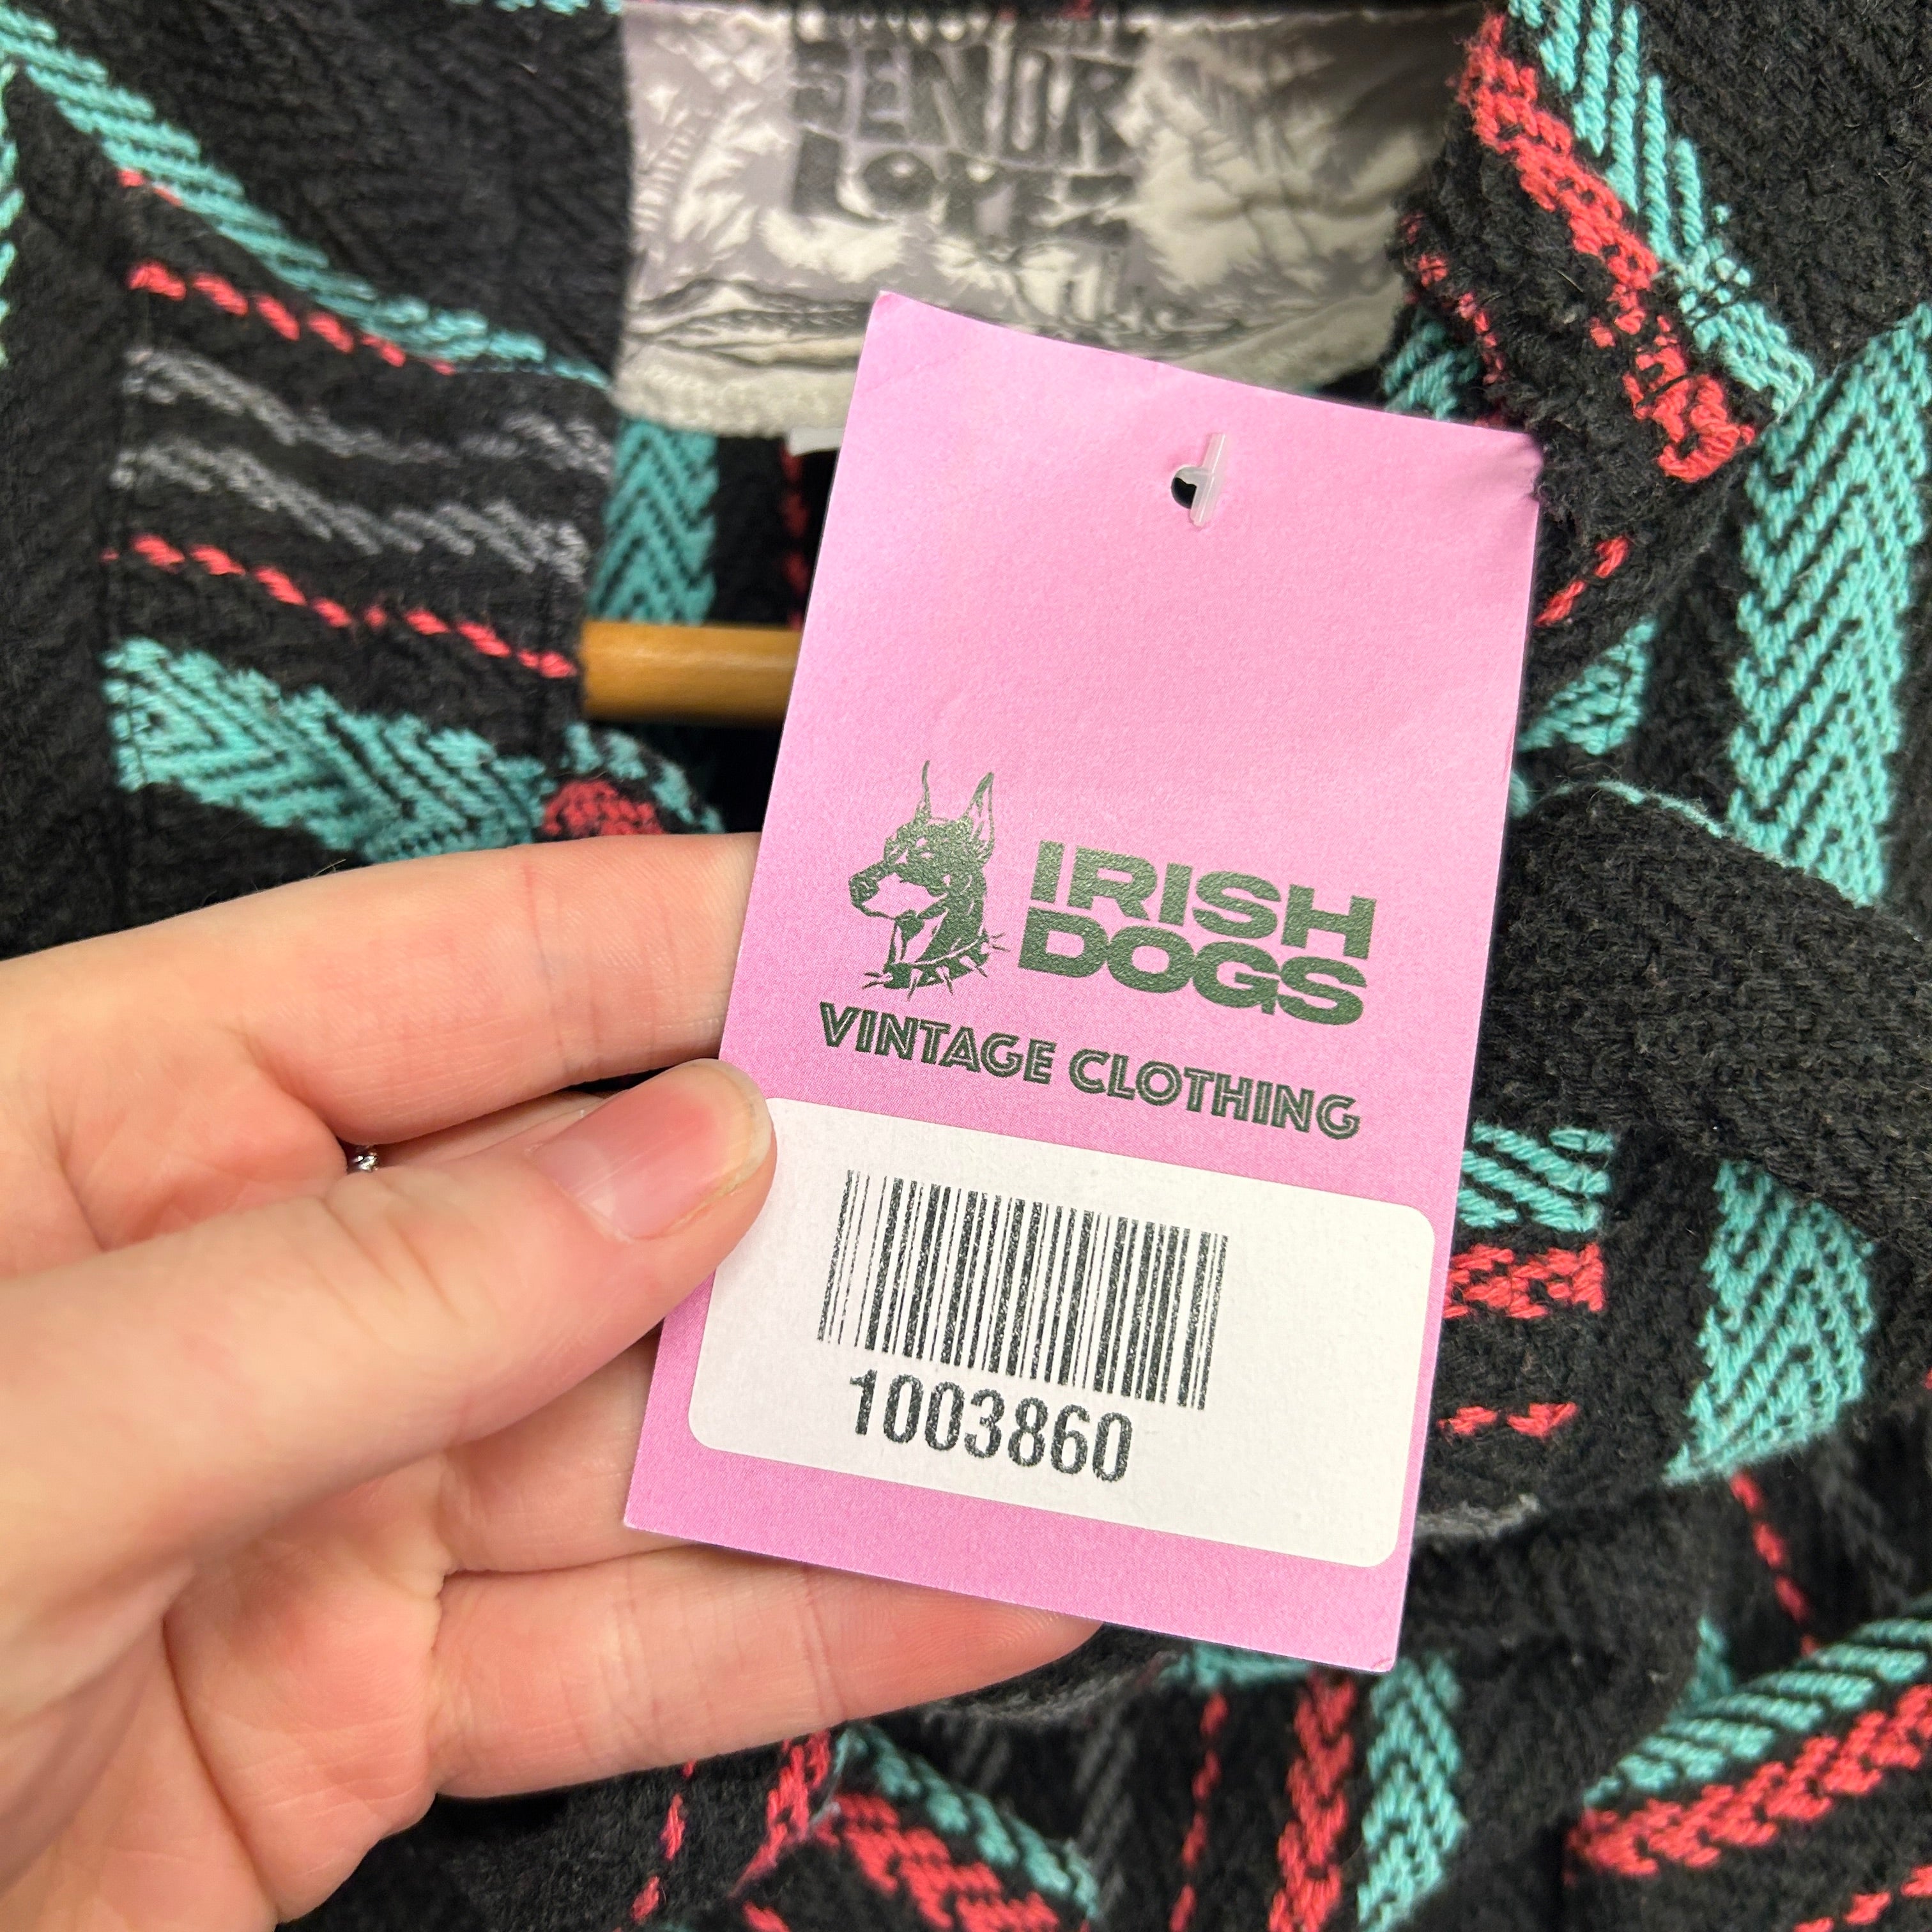 SENOR
LOPEZ
IRISH
DOGS
VINTAGE CLOTHING
1003860